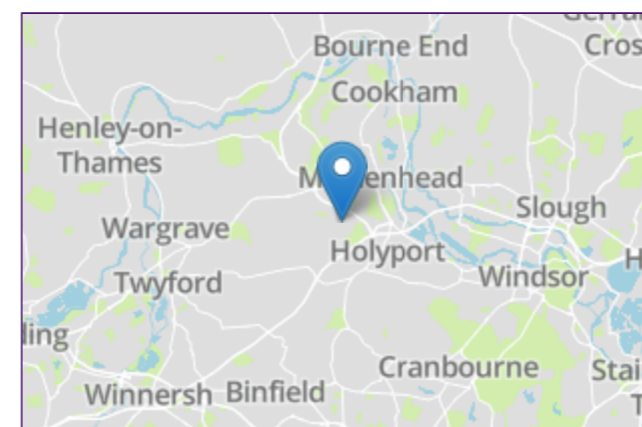 Bourne End
Cookham
Henley-on-
Thames
Slough
Wargrave
Holyport
Windsor
Twyford
Cranbourne
Winnersh
Binfield